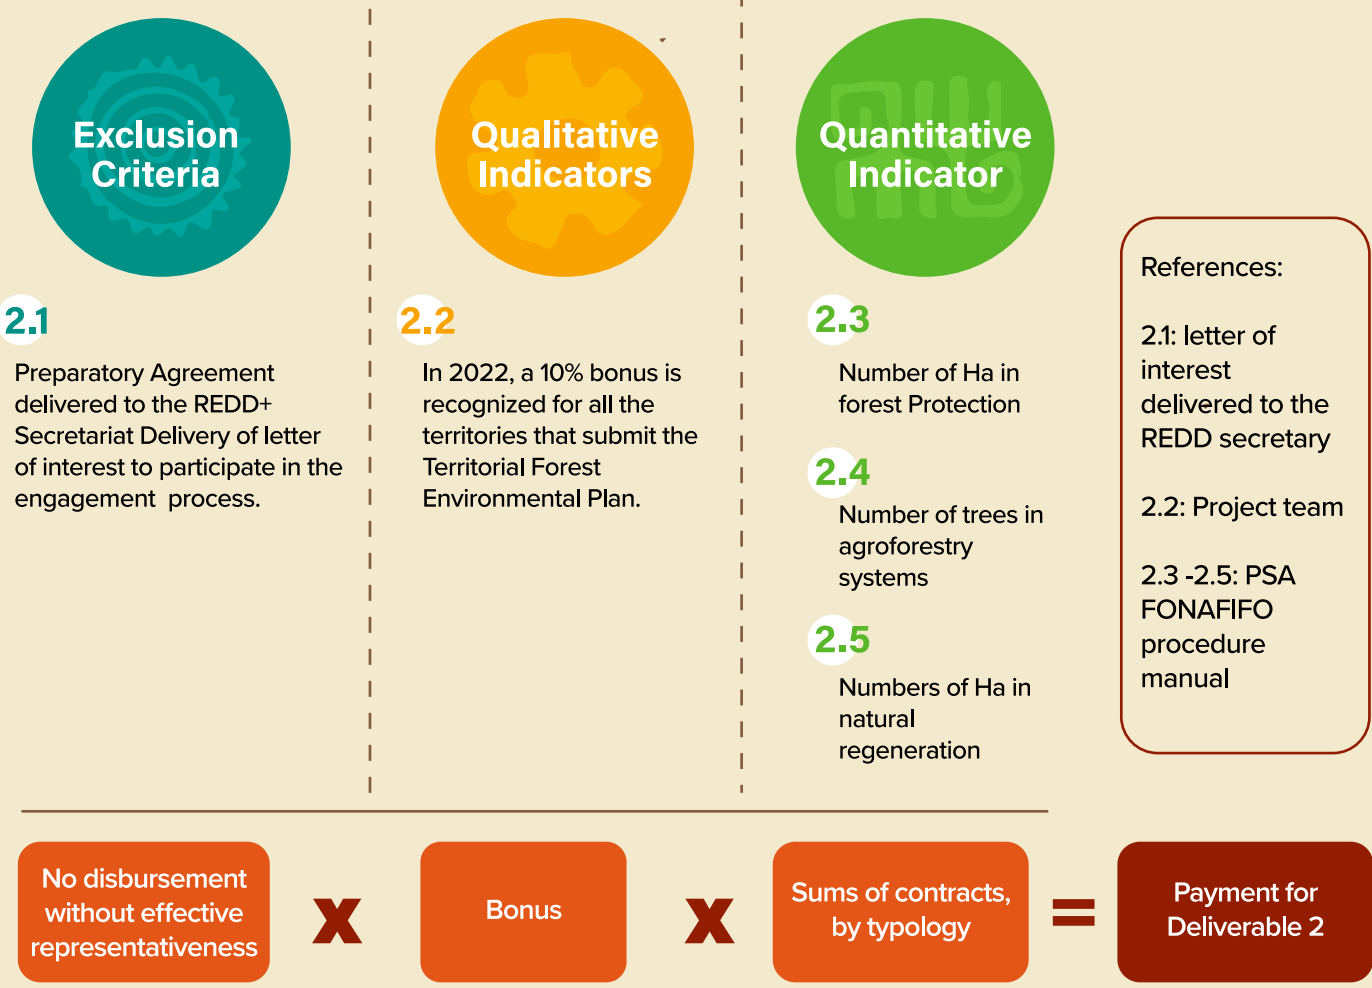 Exclusion
Criteria
2.1
Preparatory Agreement
delivered to the REDD+
Secretariat Delivery of letter
of interest to participate in the
engagement process.
Qualitative
Indicators
2.2
In 2022, a 10% bonus is
recognized for all the
territories that submit the
Territorial Forest
Environmental Plan.
Quantitative
Indicator
2.3
Number of Ha in
forest Protection
2.4
Number of trees in
agroforestry
systems
2.5
Numbers of Ha in
natural
regeneration
References:
2.1: letter of
interest
delivered to the
REDD secretary
2.2: Project team
2.3 -2.5: PSA
FONAFIFO
procedure
manual
No disbursement
without effective
representativeness
x
Bonus
x
Sums of contracts,
by typology
=
Payment for
Deliverable 2